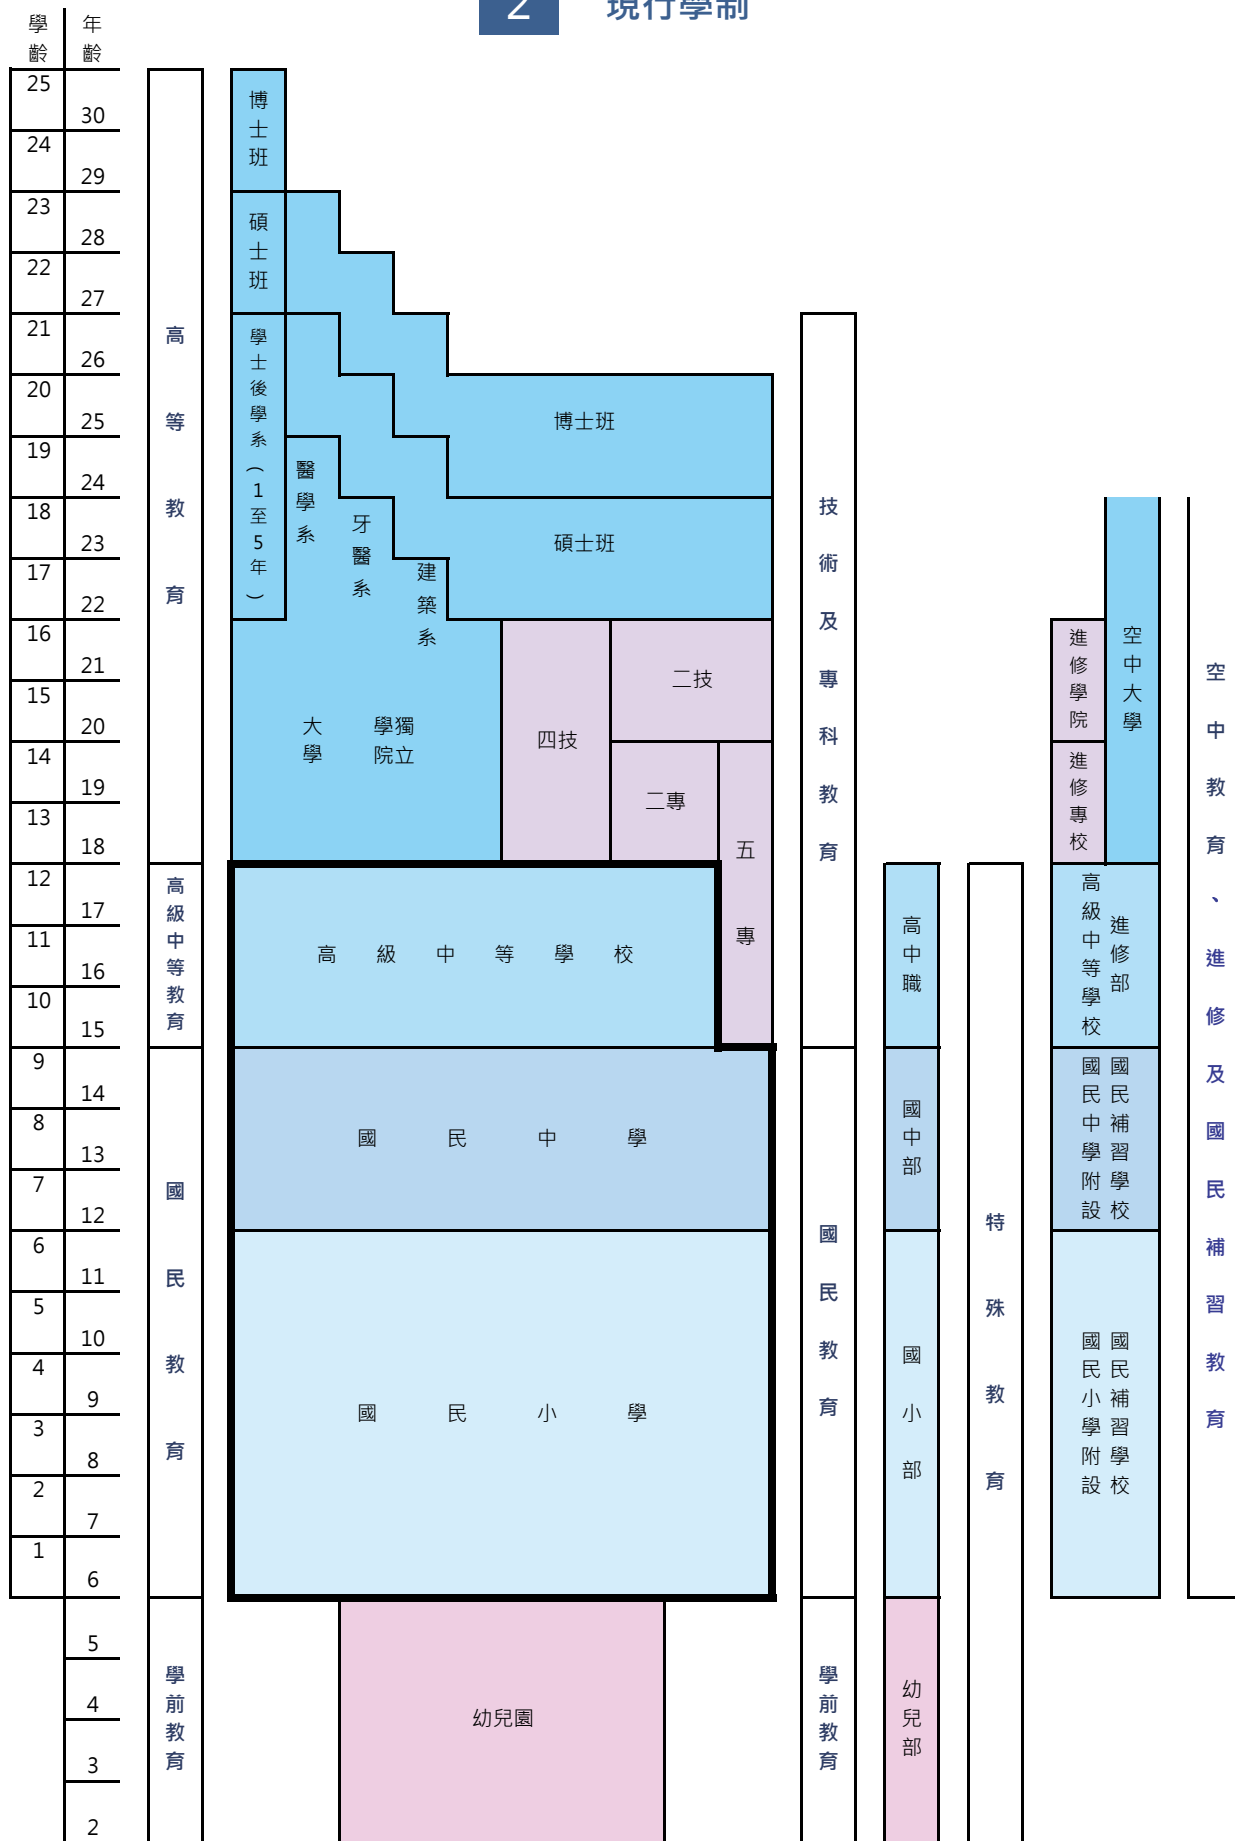 2 現行學制
學齡
年齡
25
30
24
29
23
28
22
27
21
26
20
25
19
24
18
23
17
22
16
21
15
20
14
19
13
18
12
17
11
16
10
15
9
14
8
13
7
12
6
11
5
10
4
9
3
8
2
7
1
6
5
4
3
2
高等教育
高級中等教育
國民教育
學前教育
博士班
碩士班
學士後學系(1至5年)
醫學系
牙醫系
建築系
博士班
碩士班
大學
獨立
學院
四技
二技
二專
五專
高級中等學校
國民中學
國民小學
幼兒園
技術及專科教育
國民教育
學前教育
高中職
國中部
國小部
幼兒部
特殊教育
進修學院
進修專校
空中大學
高級中等學校
進修部
國民中學附設
國民補習學校
國民小學附設
國民補習學校
空中教育、進修及國民補習教育